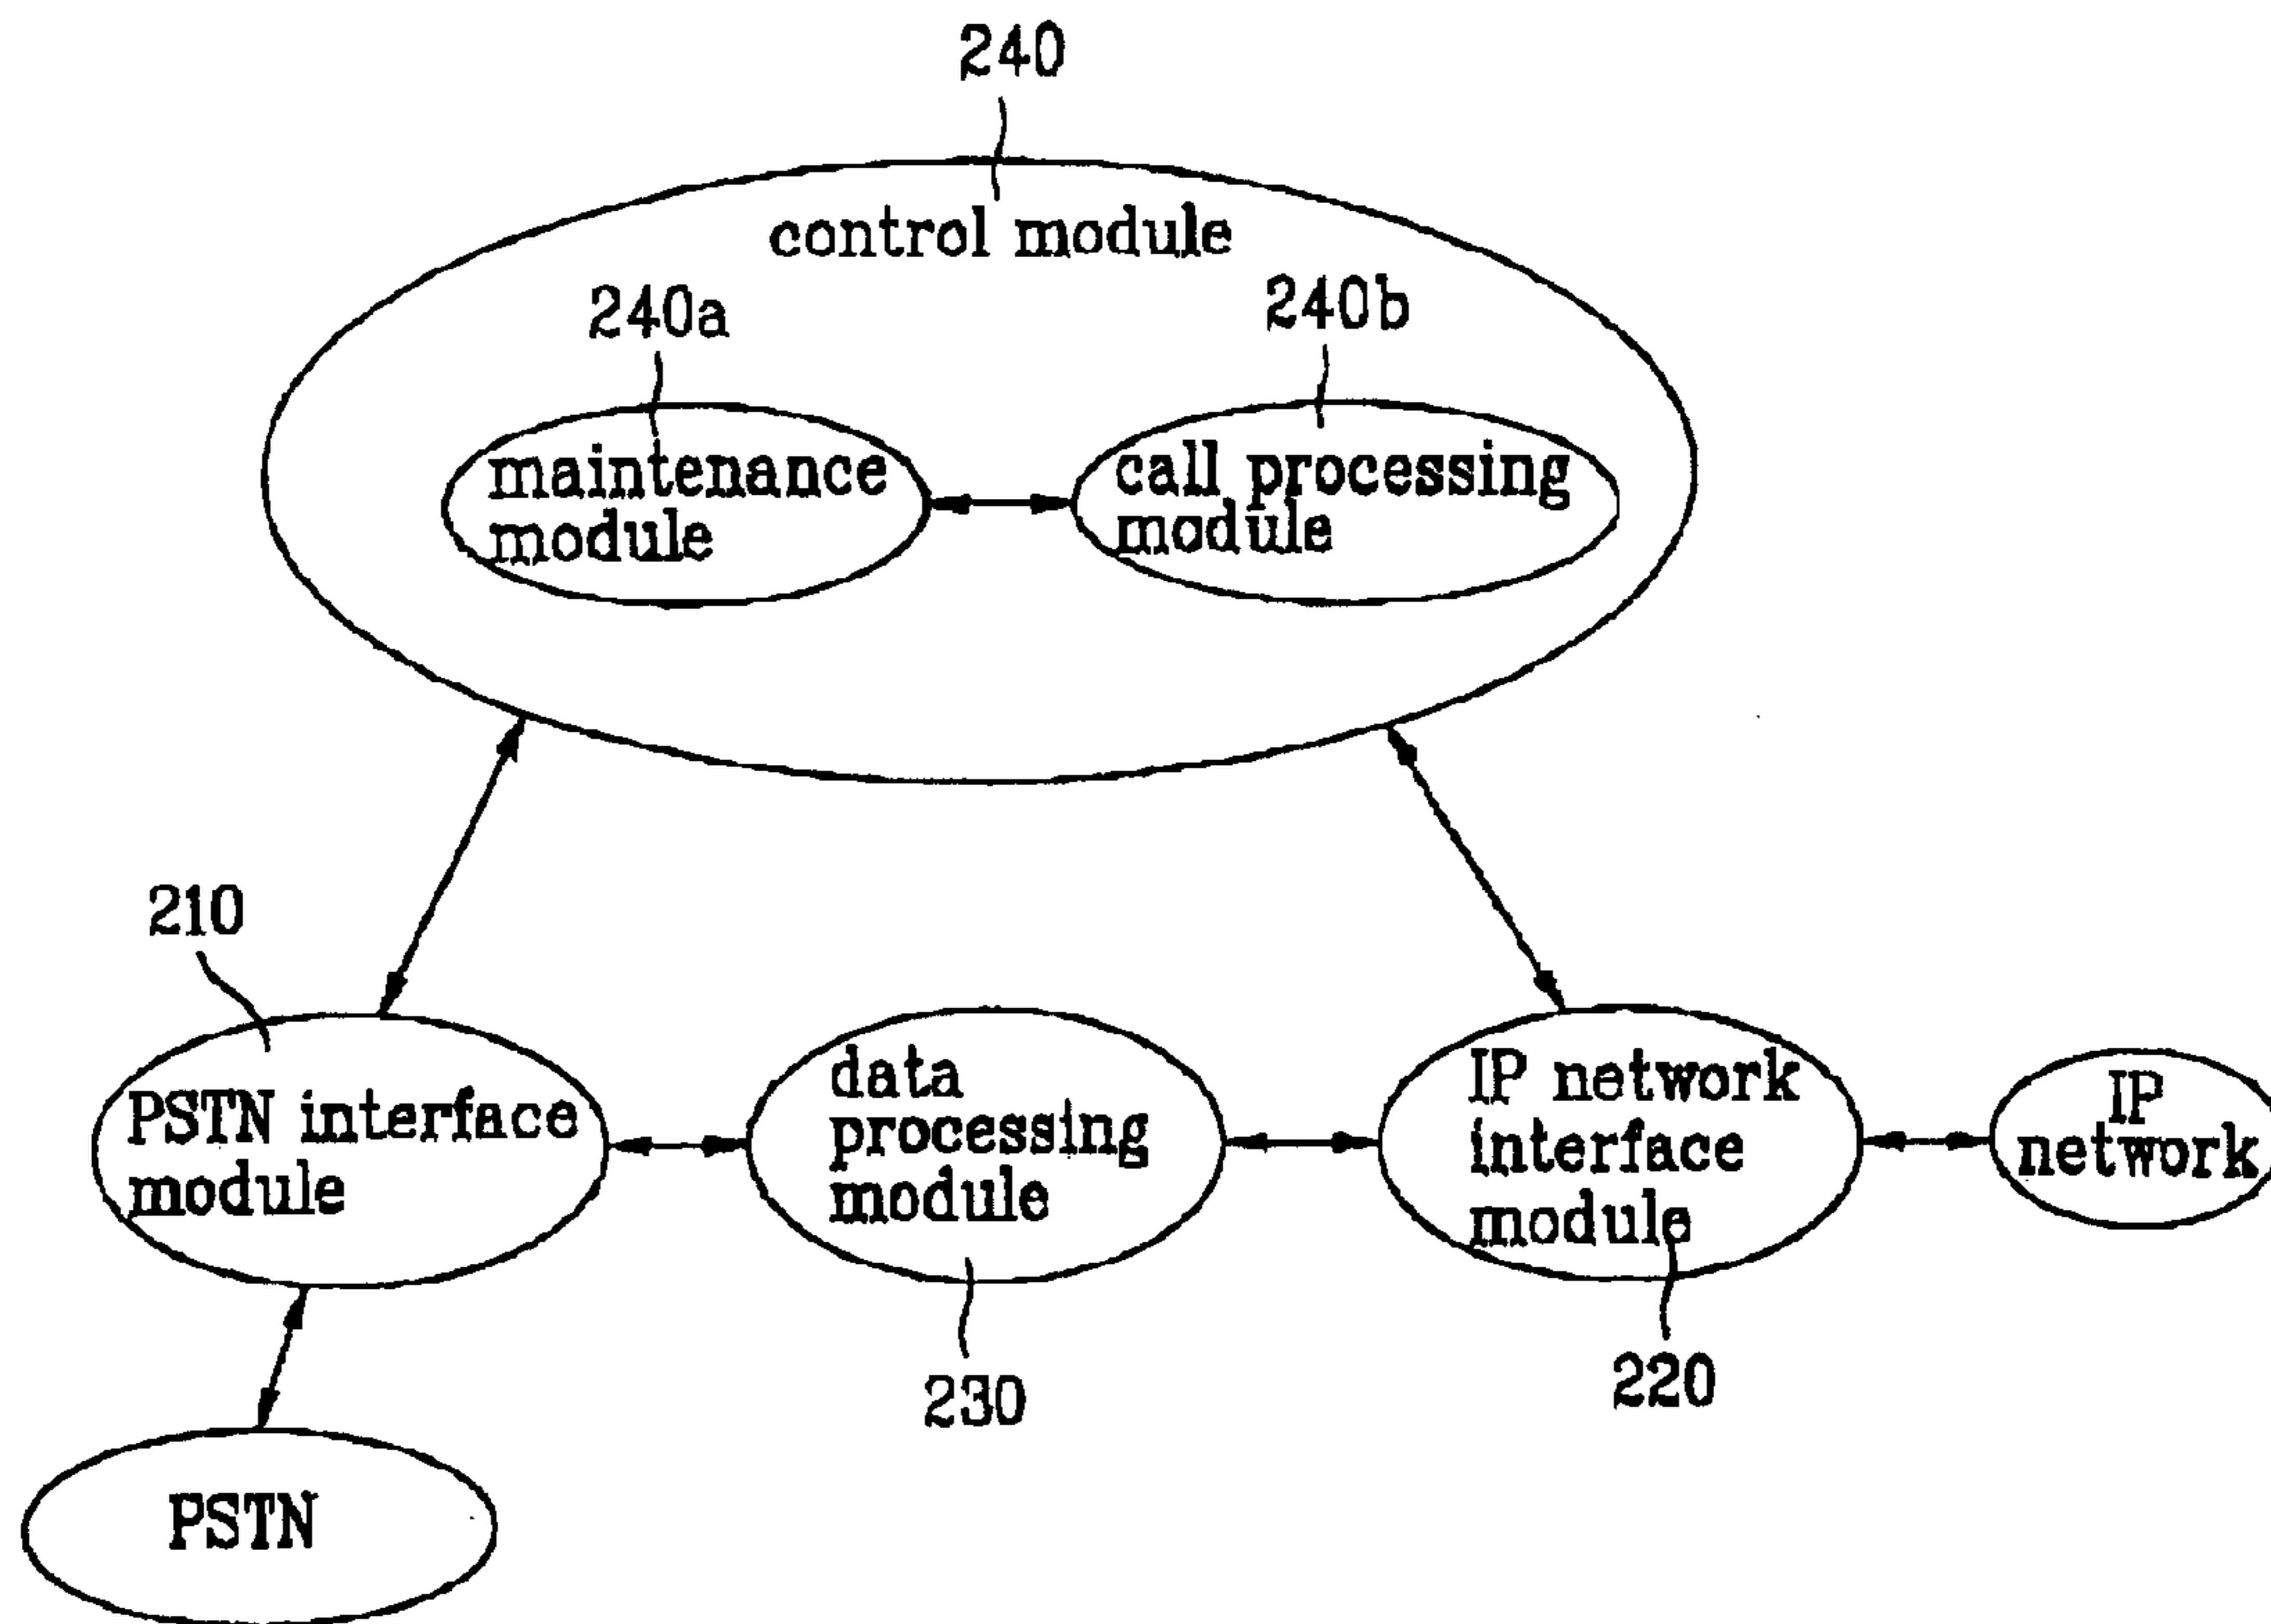 240
control module
240a
240b
maintenance
module
call processing
module
210
PSTN interface
module
data
processing
module
IP network
interface
module
IP
network
230
220
PSTN